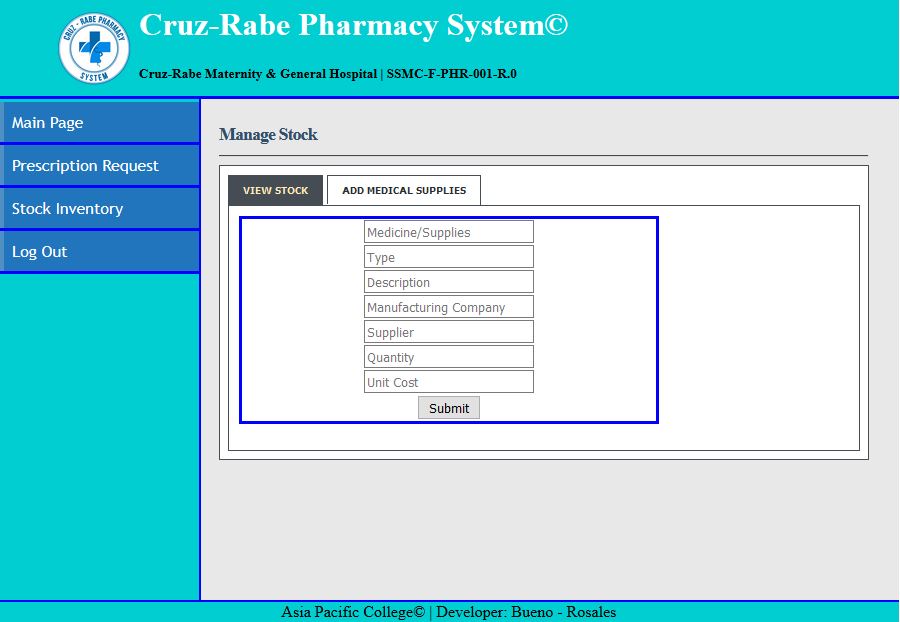 CRUZ - RABE PHARMACY
SYSTEM
Cruz-Rabe Pharmacy System©
Cruz-Rabe Maternity & General Hospital | SSMC-F-PHR-001-R.0
Main Page
Prescription Request
Stock Inventory
Log Out
Manage Stock
VIEW STOCK
ADD MEDICAL SUPPLIES
Medicine/Supplies
Type
Description
Manufacturing Company
Supplier
Quantity
Unit Cost
Submit
Asia Pacific College© | Developer: Bueno - Rosales